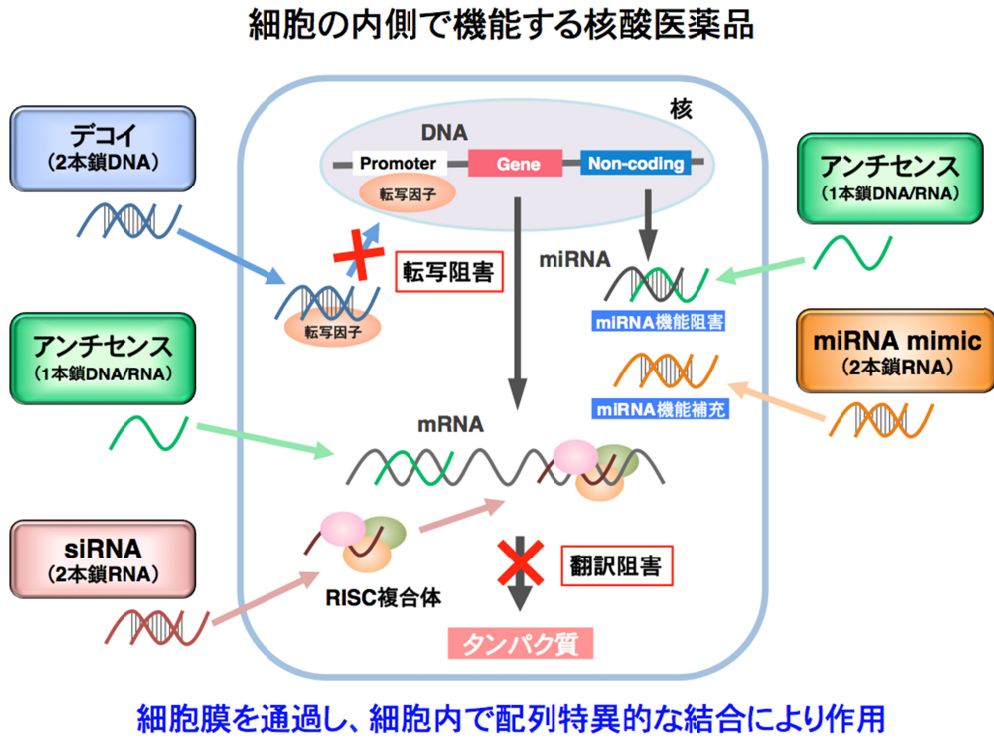 細胞の内側で機能する核酸医薬品
デコイ
(2本鎖DNA)
アンチセンス
(1本鎖DNA/RNA)
siRNA
(2本鎖RNA)
核
DNA
Promoter
Gene
Non-coding
転写因子
転写阻害
転写因子
miRNA
miRNA機能阻害
miRNA機能補充
mRNA
RISC複合体
翻訳阻害
タンパク質
アンチセンス
(1本鎖DNA/RNA)
miRNA mimic
(2本鎖RNA)
細胞膜を通過し、細胞内で配列特異的な結合により作用